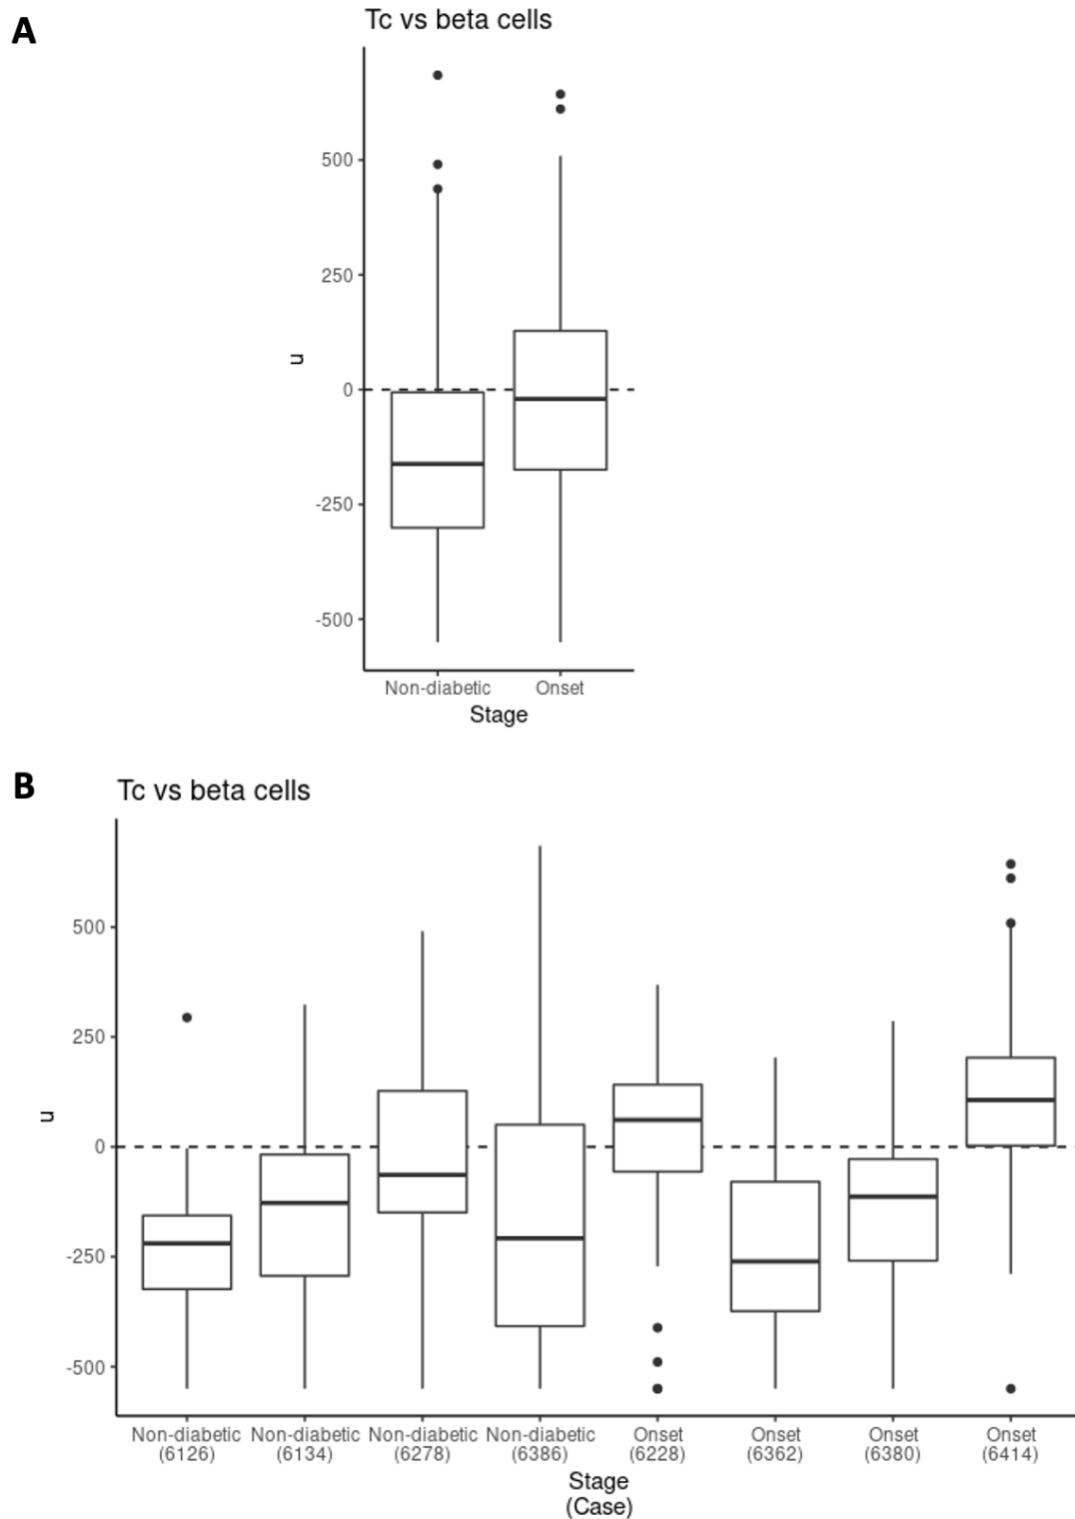 A
Tc vs beta cells
500
250
0
-250
-500
u
Non-diabetic Onset
Stage
B
Tc vs beta cells
500
250
0
-250
-500
u
Non-diabetic Non-diabetic Non-diabetic Non-diabetic Onset Onset Onset Onset
(6126) (6134) (6278) (6386) (6228) (6362) (6380) (6414)
Stage
(Case)